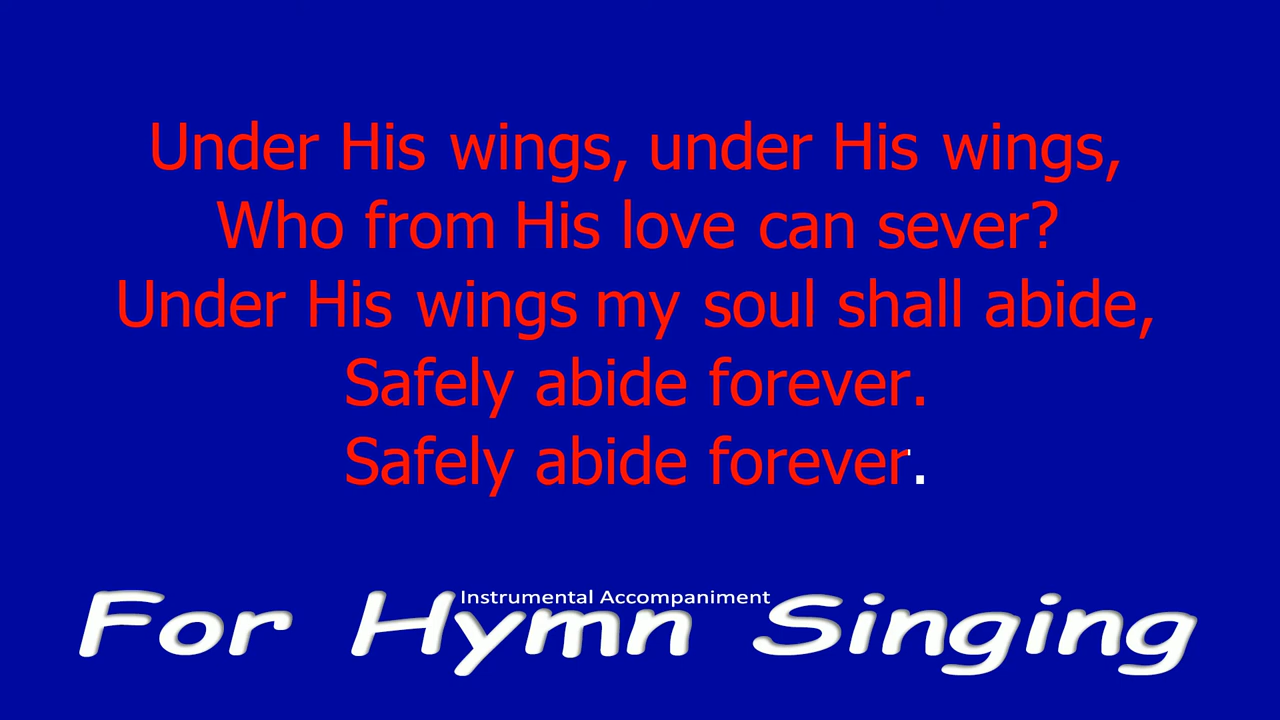 Under His wings, under His wings,
Who from His love can sever?
Under His wings my soul shall abide,
Safely abide forever.
Safely abide forever.
Instrumental Accompaniment
For Hymn Singing